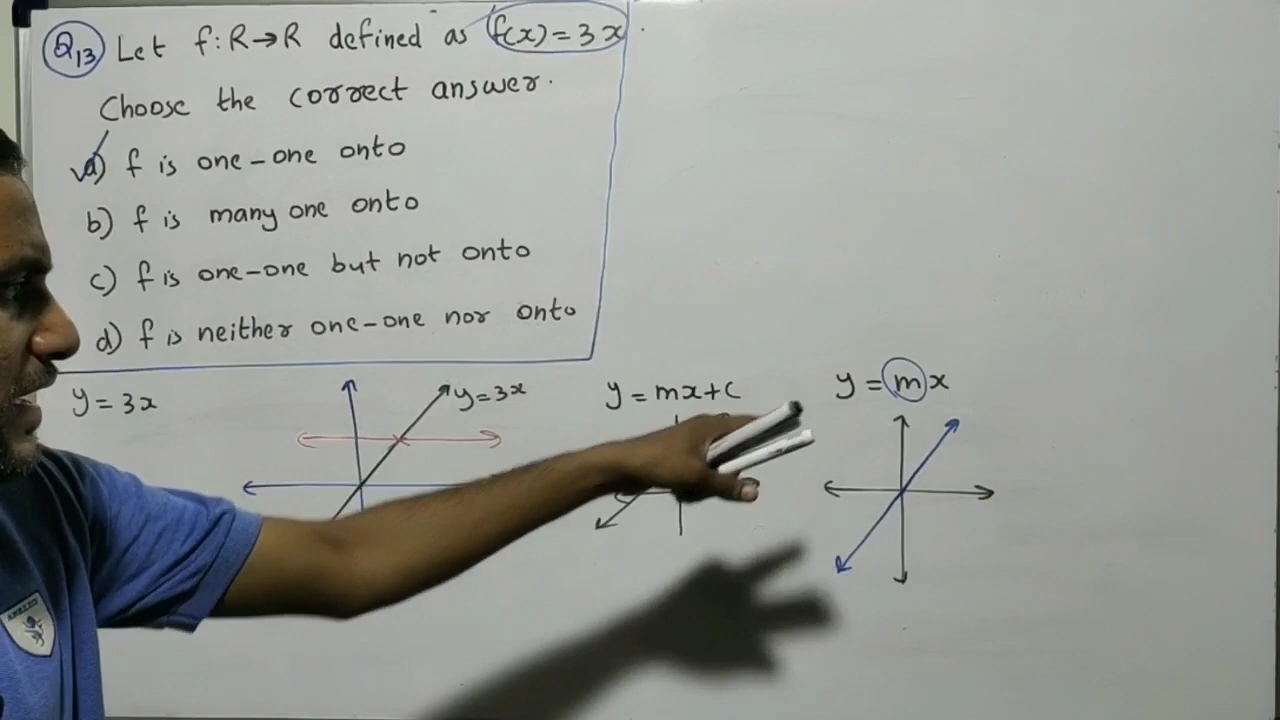 Q13 Let f: R→R defined as f(x) = 3x.
Choose the correct answer.
a) f is one-one onto
b) f is many one onto
c) f is one-one but not onto
d) f is neither one-one nor onto
y = 3x
y=3x
y = mx+c
y = mx